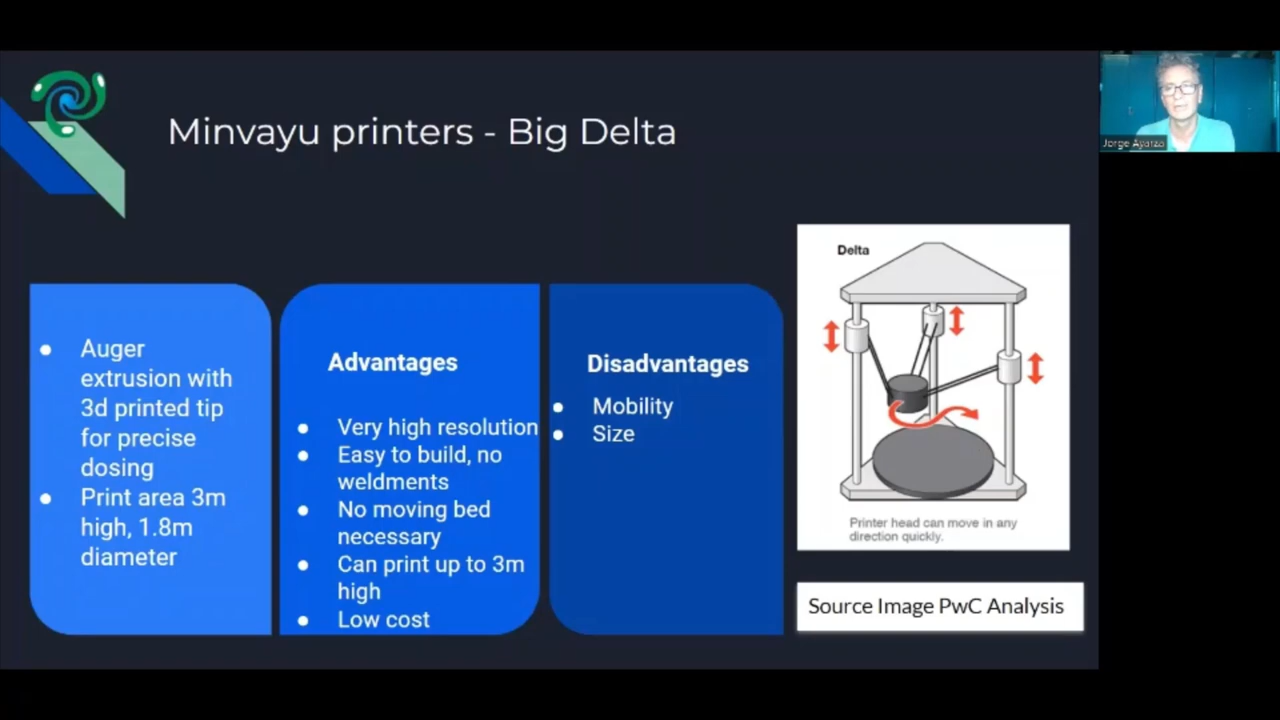 Minvayu printers - Big Delta
Auger
extrusion with
3d printed tip
for precise
dosing
Print area 3m
high, 1.8m
diameter
Advantages
Very high resolution
Easy to build, no
weldments
No moving bed
necessary
Can print up to 3m
high
Low cost
Disadvantages
Mobility
Size
Delta
Printer head can move in any
direction quickly.
Source Image PwC Analysis
Jorge Ayarza